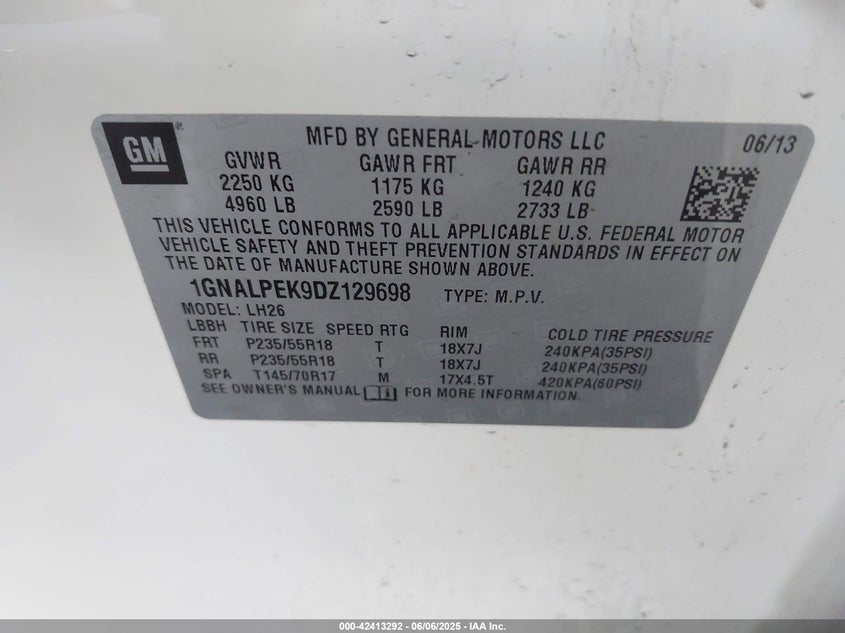 GM
MFD BY GENERAL MOTORS LLC 06/13
GVWR GAWR FRT GAWR RR
2250 KG 1175 KG 1240 KG
4960 LB 2590 LB 2733 LB
THIS VEHICLE CONFORMS TO ALL APPLICABLE U.S. FEDERAL MOTOR
VEHICLE SAFETY AND THEFT PREVENTION STANDARDS IN EFFECT ON
THE DATE OF MANUFACTURE SHOWN ABOVE.
1GNALPEK9DZ129698 TYPE: M.P.V.
MODEL: LH26
LBBH TIRE SIZE SPEED RTG RIM COLD TIRE PRESSURE
FRT P235/55R18 T 18X7J 240KPA(35PSI)
RR P235/55R18 T 18X7J 240KPA(35PSI)
SPA T145/70R17 M 17X4.5T 420KPA(60PSI)
SEE OWNER'S MANUAL FOR MORE INFORMATION.
000-42413292 - 06/06/2025 - IAA Inc.